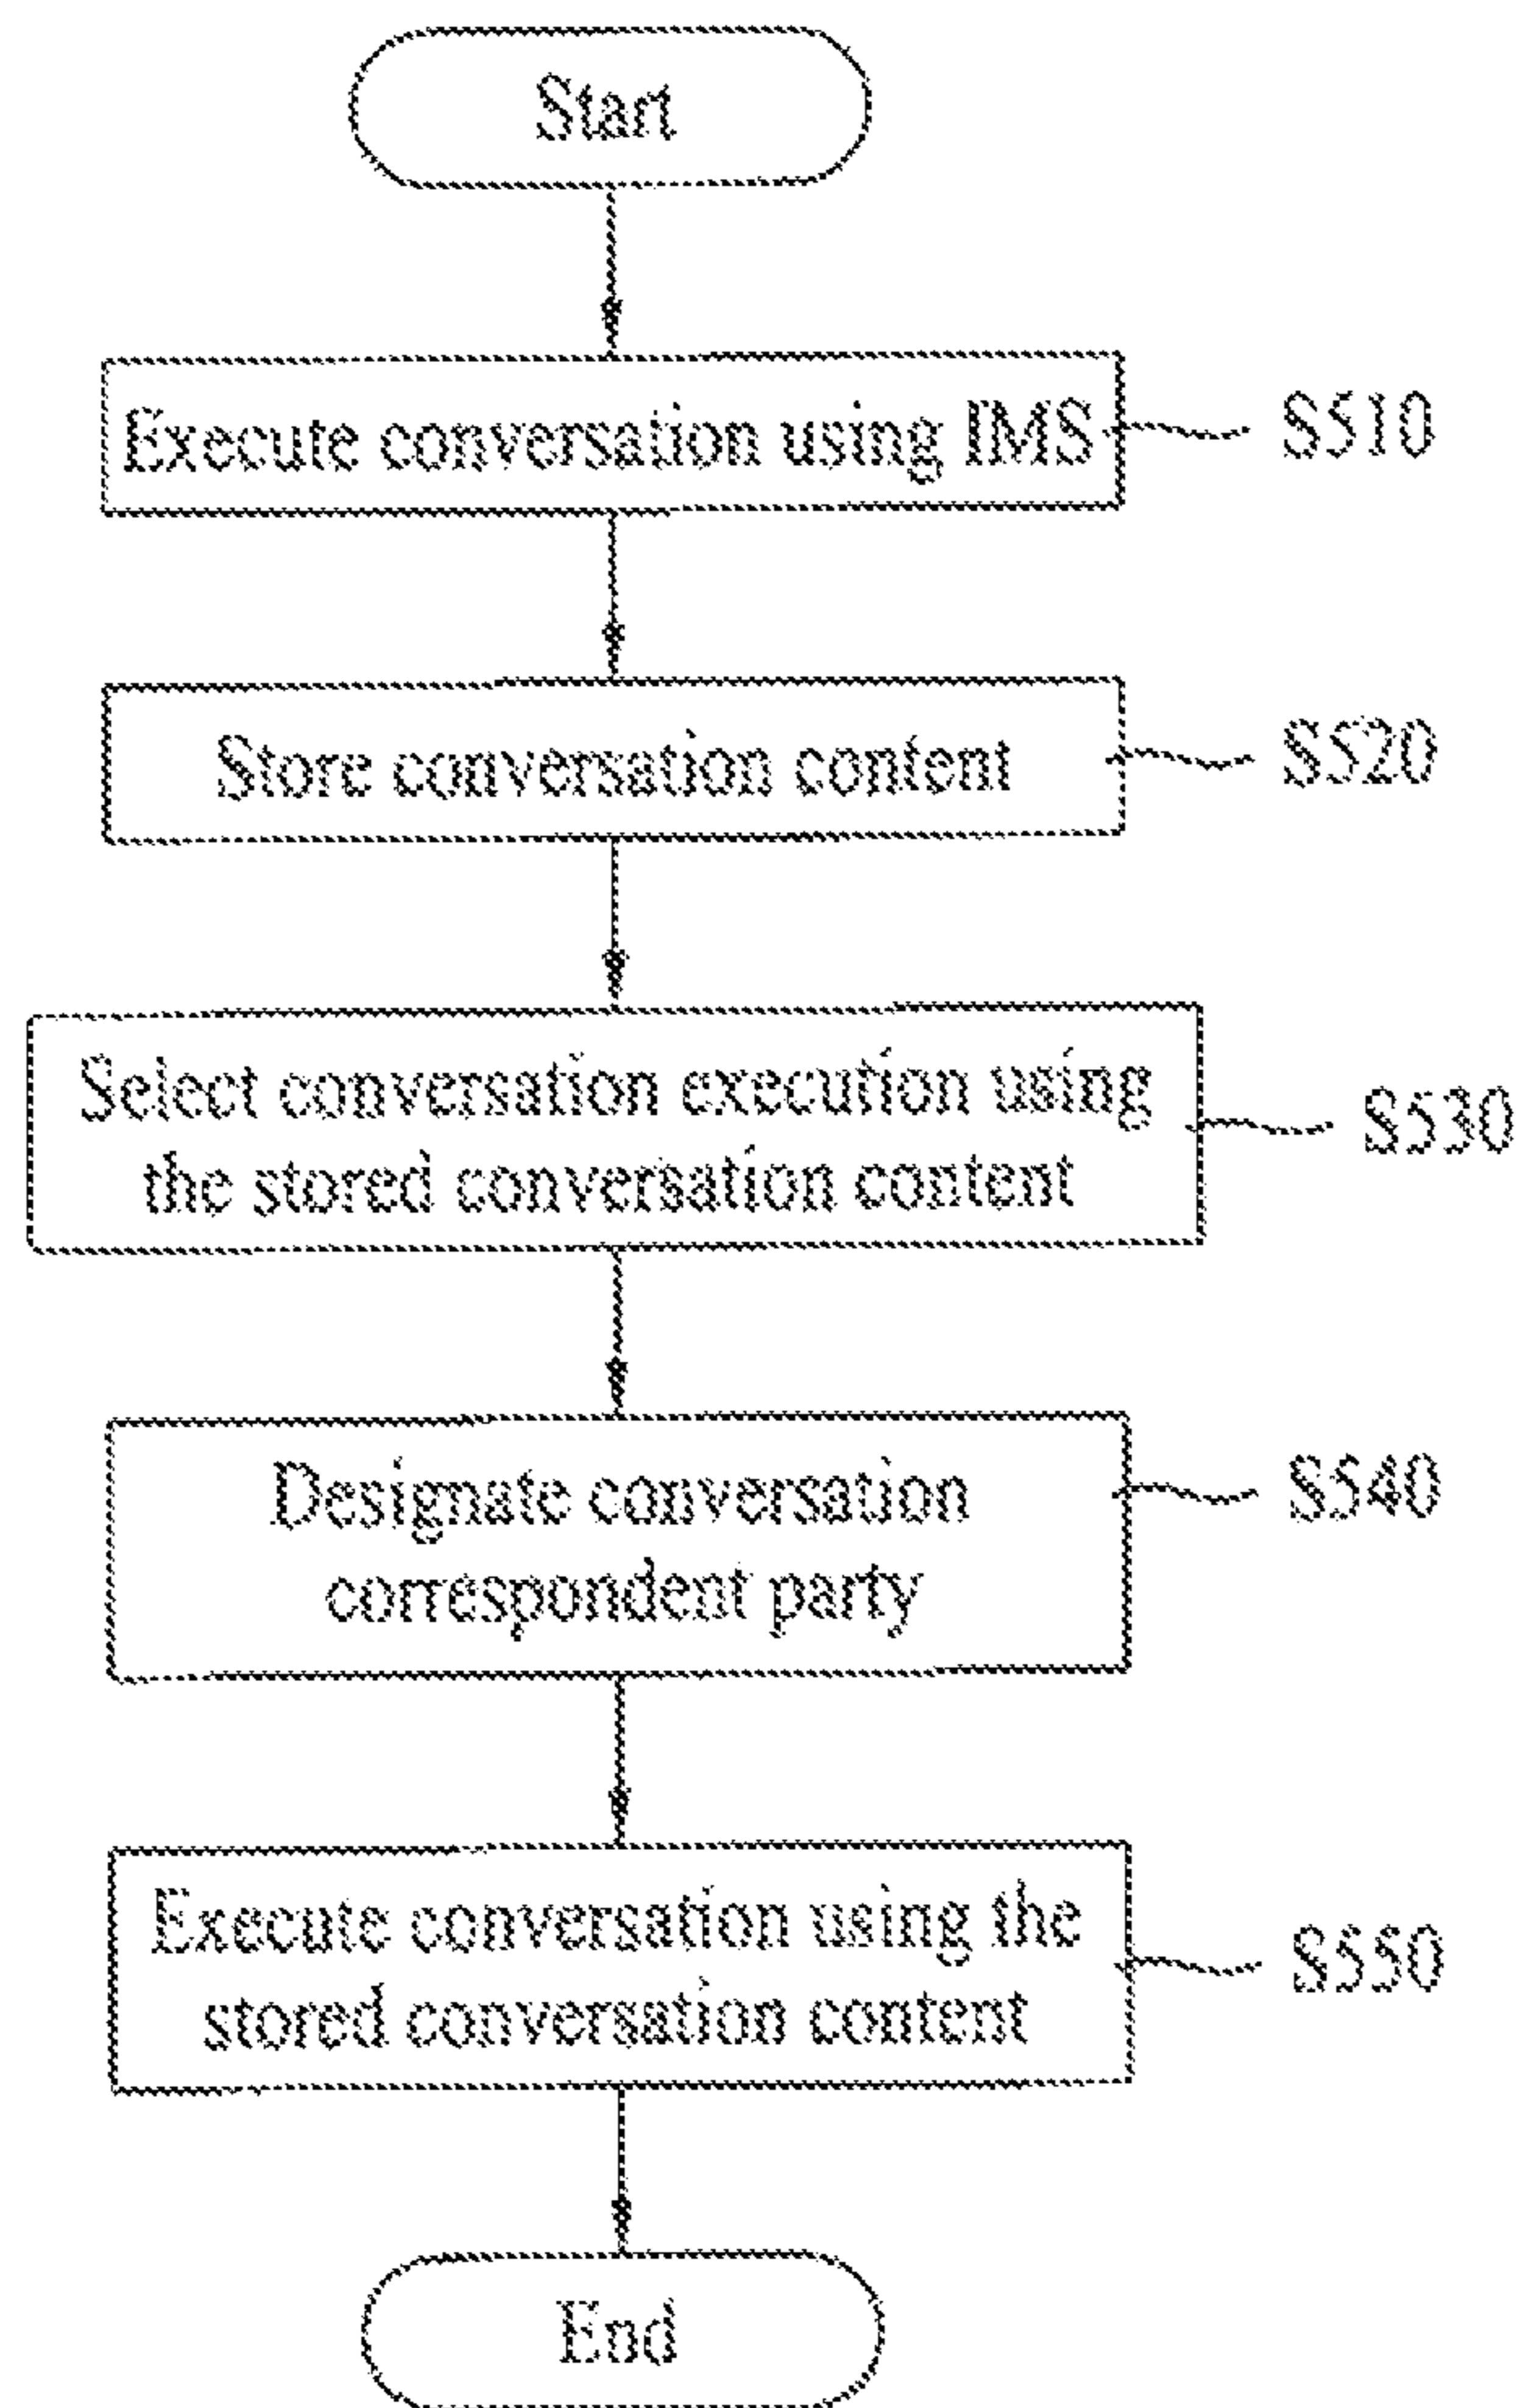 Start
Execute conversation using IMS
S510
Store conversation content
S520
Select conversation execution using
the stored conversation content
S530
Designate conversation
correspondent party
S540
Execute conversation using the
stored conversation content
S550
End